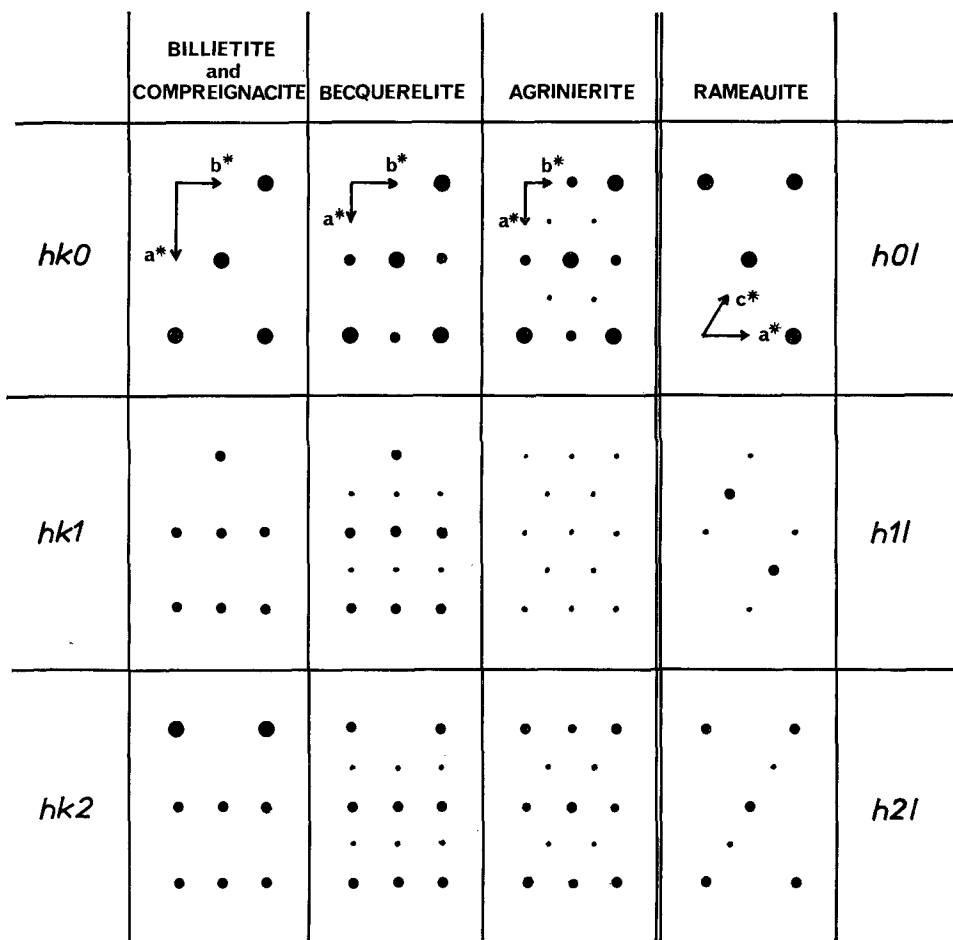 BILLIETITE
and
COMPREIGNACITE
BECQUERELITE
AGRINIERITE
RAMEAUITE
hk0
b*
a*
b*
a*
b*
a*
c*
a*
h0l
hk1
h1l
hk2
h2l